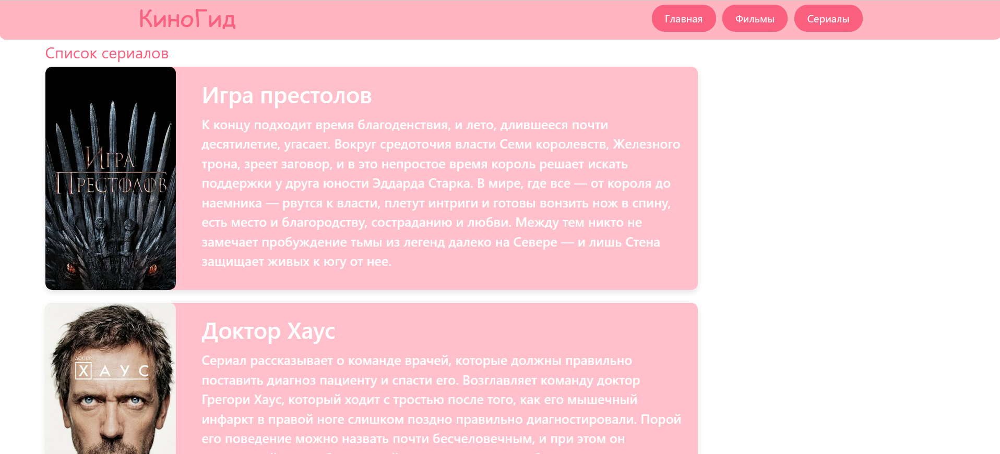 КиноГид
Главная
Фильмы
Сериалы
Список сериалов
Игра
Престолов
Игра престолов
К концу подходит время благоденствия, и лето, длившееся почти
десятилетие, угасает. Вокруг средоточия власти Семи королевств, Железного
трона, зреет заговор, и в это непростое время король решает искать
поддержки у друга юности Эддарда Старка. В мире, где все — от короля до
наемника — рвутся к власти, плетут интриги и готовы вонзить нож в спину,
есть место и благородству, состраданию и любви. Между тем никто не
замечает пробуждение тьмы из легенд далеко на Севере — и лишь Стена
защищает живых к югу от нее.
ДОКТОР
ХАУС
Доктор Хаус
Сериал рассказывает о команде врачей, которые должны правильно
поставить диагноз пациенту и спасти его. Возглавляет команду доктор
Грегори Хаус, который ходит с тростью после того, как его мышечный
инфаркт в правой ноге слишком поздно правильно диагностировали. Порой
его поведение можно назвать почти бесчеловечным, и при этом он